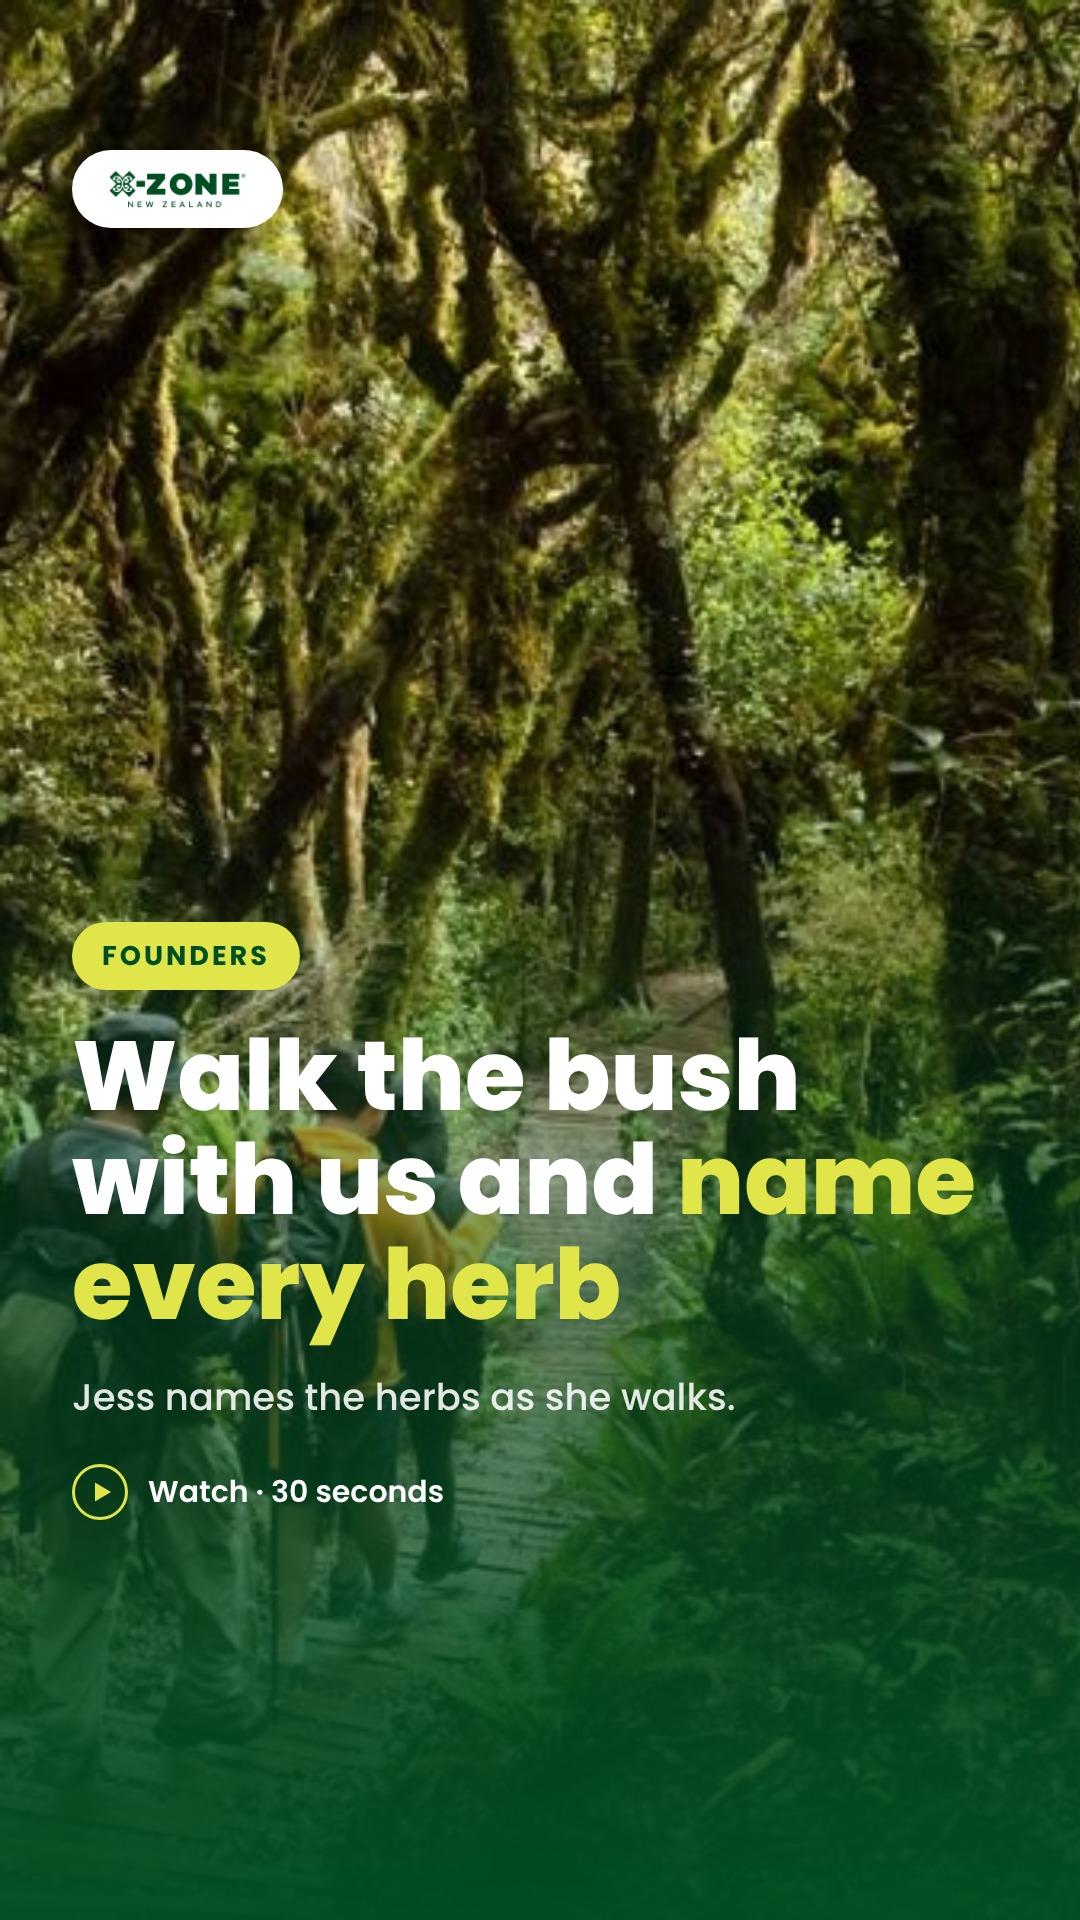 X-ZONE
NEW ZEALAND
FOUNDERS
Walk the bush
with us and name
every herb
Jess names the herbs as she walks.
Watch · 30 seconds